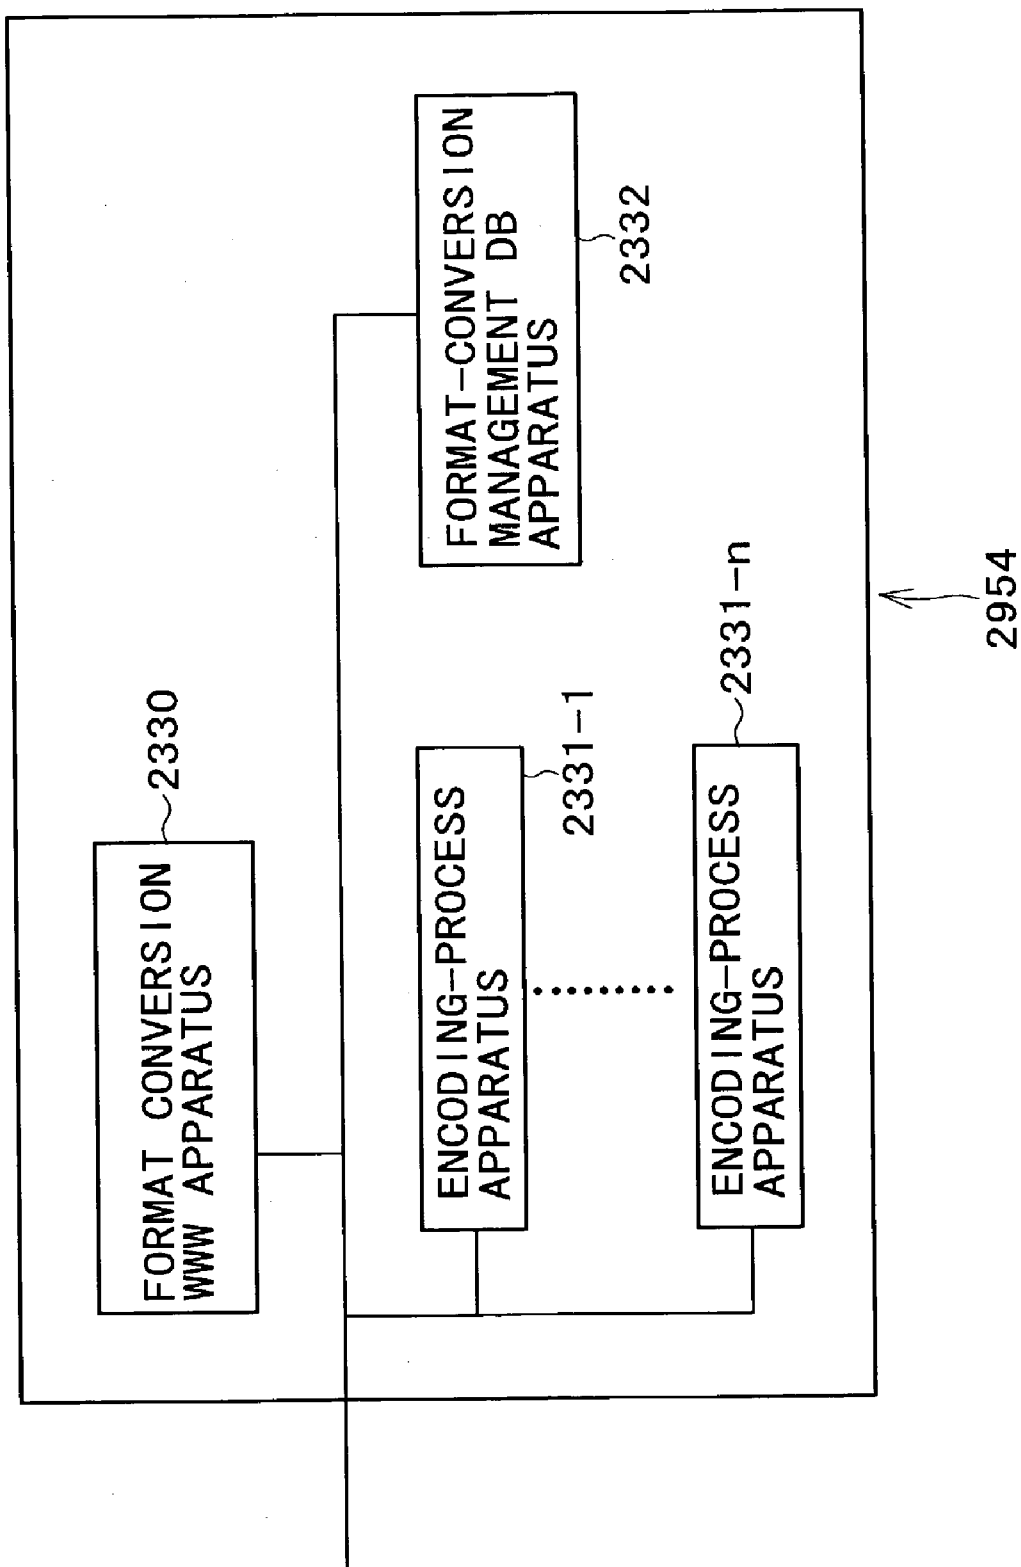 FORMAT CONVERSION
WWW APPARATUS
2330
FORMAT-CONVERSION
MANAGEMENT DB
APPARATUS
2332
ENCODING-PROCESS
APPARATUS
2331-1
ENCODING-PROCESS
APPARATUS
2331-n
2954